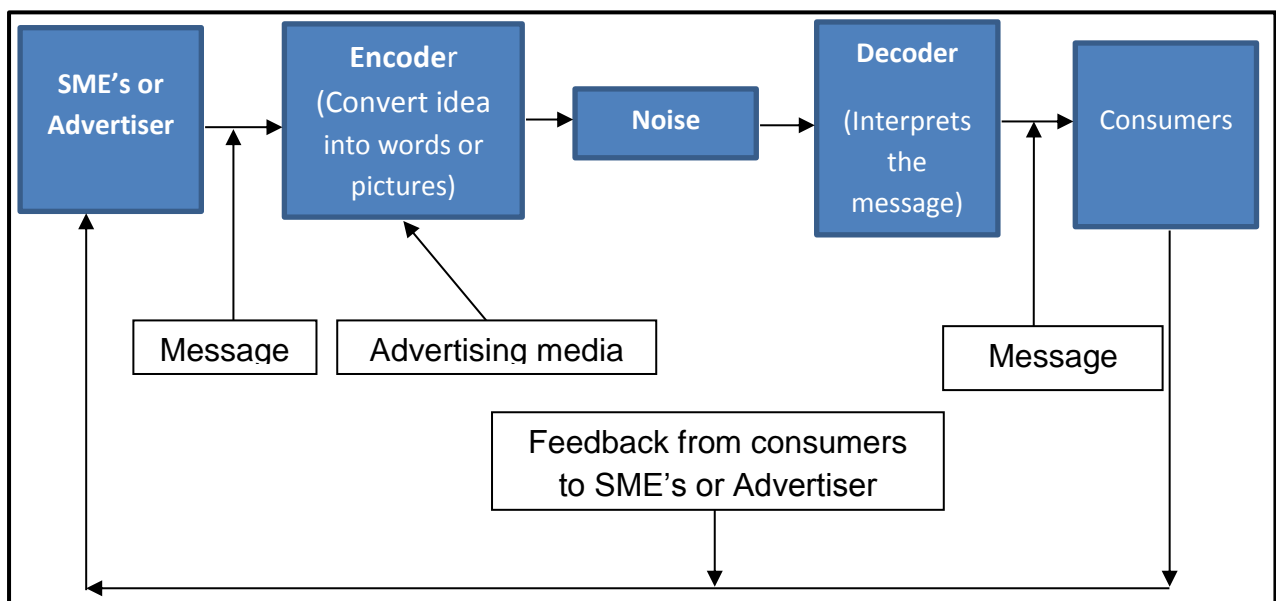 SME’s or
Advertiser
Encoder
(Convert idea
into words or
pictures)
Noise
Decoder
(Interprets
the
message)
Consumers
Message
Advertising media
Message
Feedback from consumers
to SME’s or Advertiser